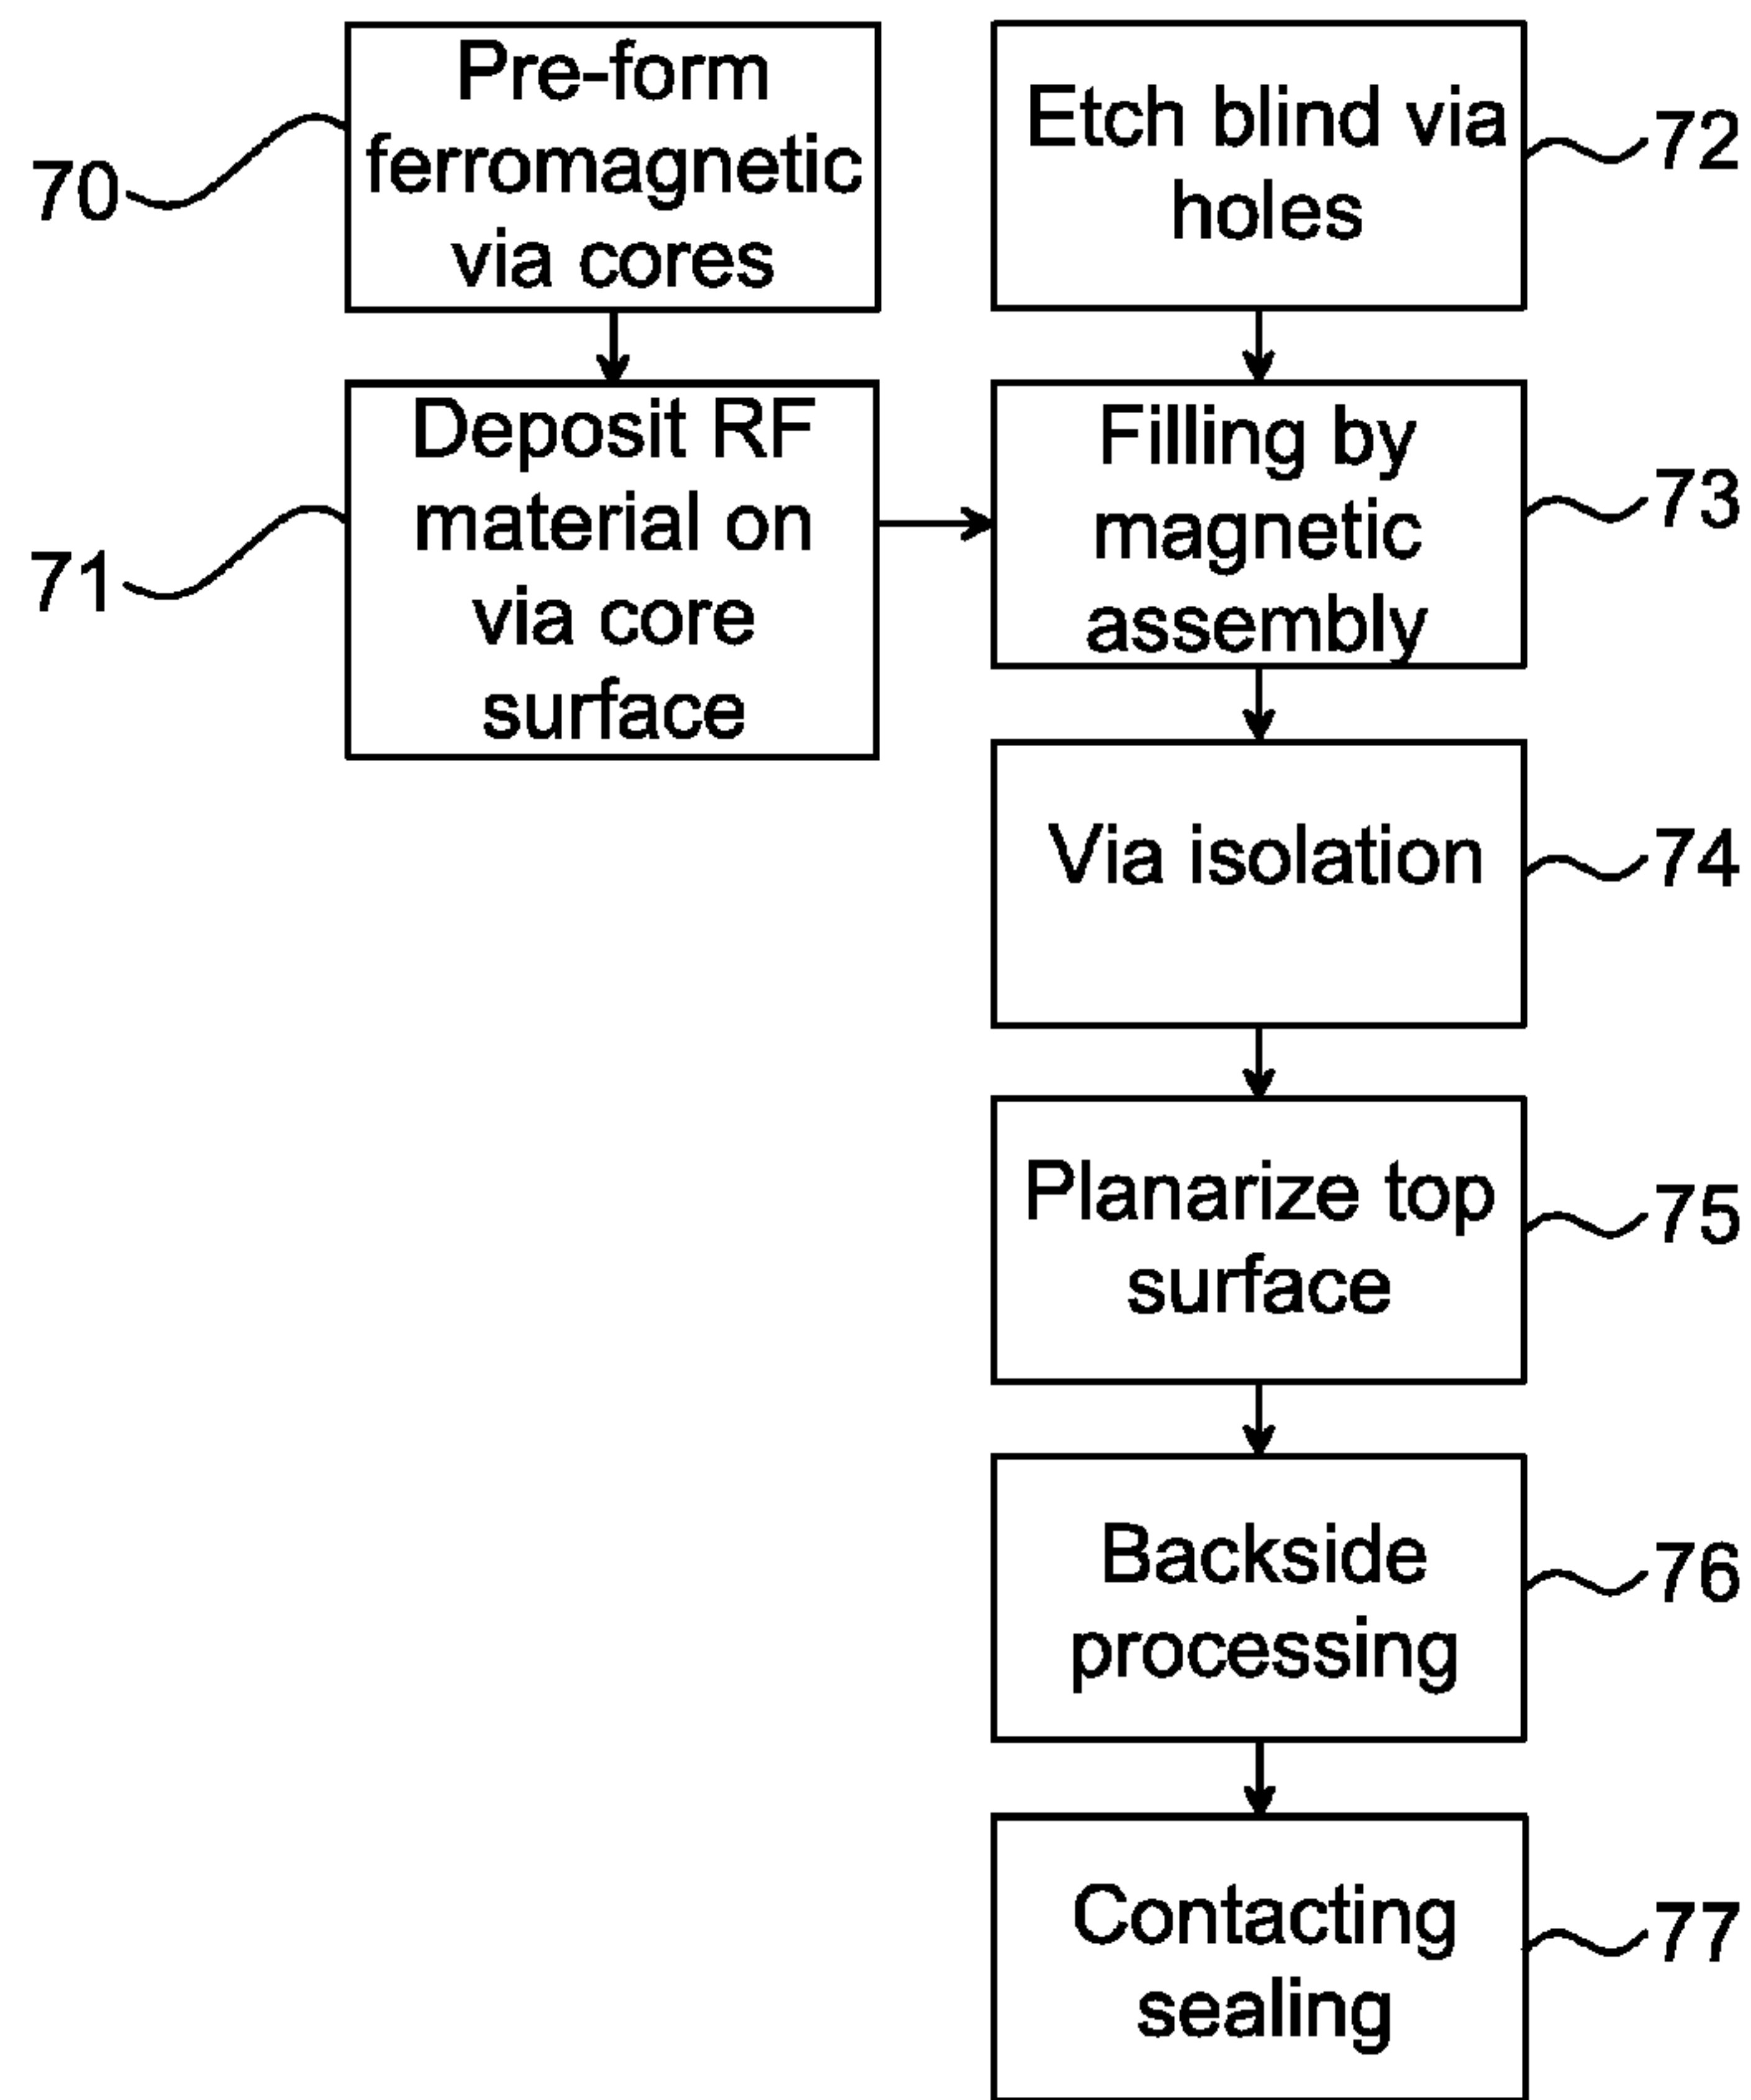 Pre-form
ferromagnetic
via cores
70
Etch blind via
holes
72
Deposit RF
material on
via core
surface
71
Filling by
magnetic
assembly
73
Via isolation
74
Planarize top
surface
75
Backside
processing
76
Contacting
sealing
77